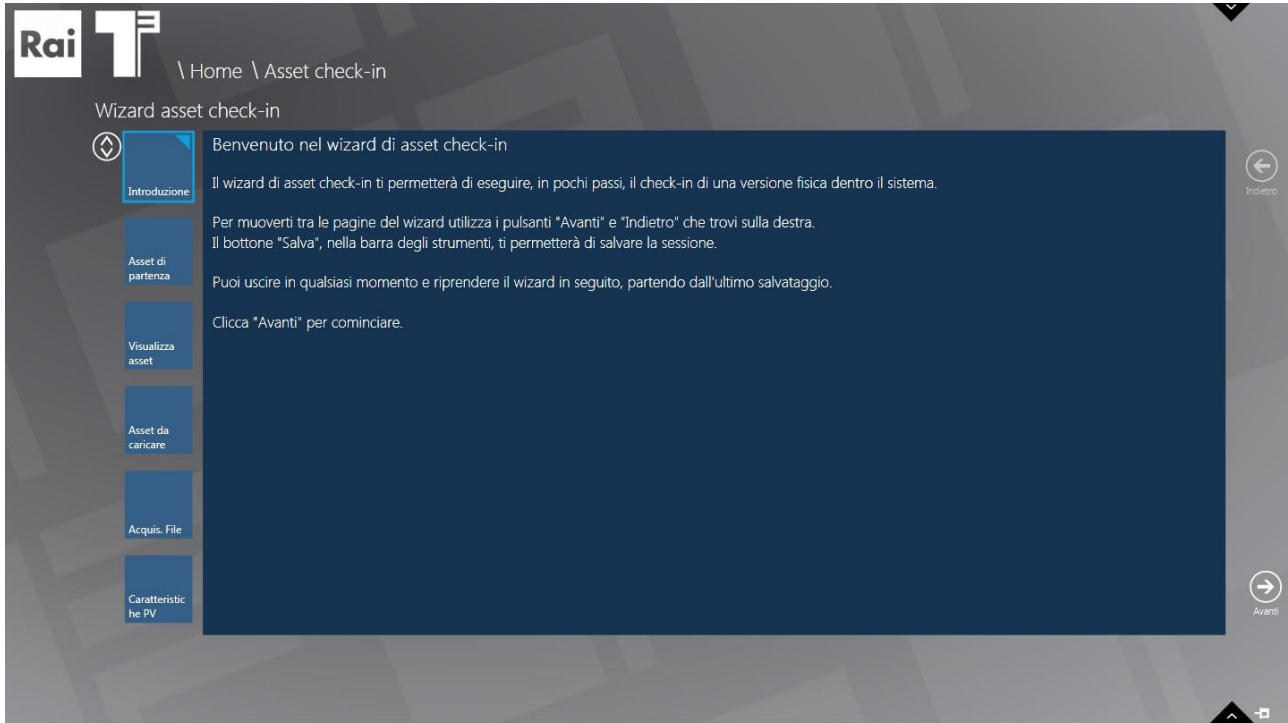 Rai
\ Home \ Asset check-in
Wizard asset check-in
Introduzione
Asset di
partenza
Visualizza
asset
Asset da
caricare
Acquis. File
Caratteristic
he PV
Benvenuto nel wizard di asset check-in
Il wizard di asset check-in ti permetterà di eseguire, in pochi passi, il check-in di una versione fisica dentro il sistema.
Per muoverti tra le pagine del wizard utilizza i pulsanti "Avanti" e "Indietro" che trovi sulla destra.
Il bottone "Salva", nella barra degli strumenti, ti permetterà di salvare la sessione.
Puoi uscire in qualsiasi momento e riprendere il wizard in seguito, partendo dall'ultimo salvataggio.
Clicca "Avanti" per cominciare.
Indietro
Avanti